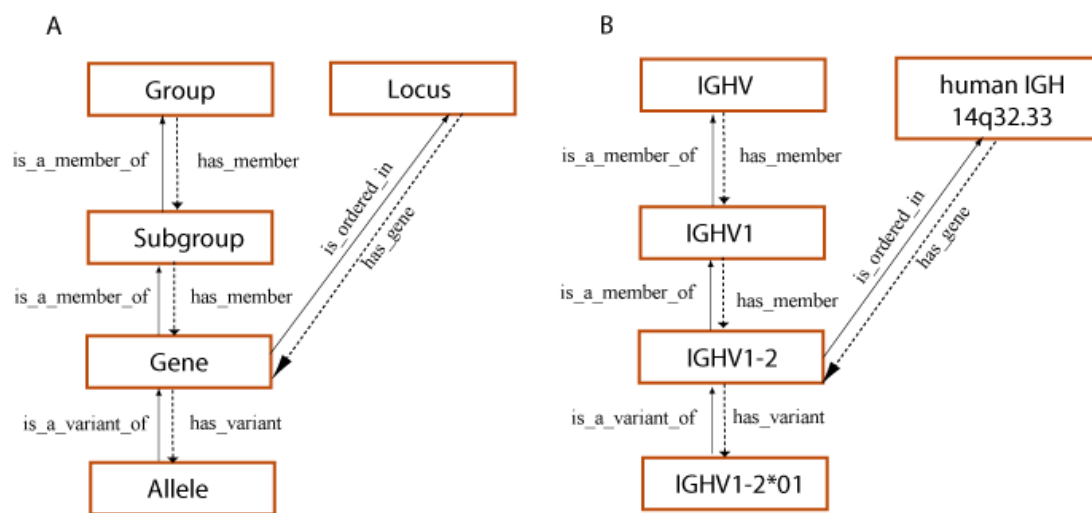 A
Group
Locus
is_a_member_of
has_member
Subgroup
is_ordered_in
has_gene
is_a_member_of
has_member
Gene
is_a_variant_of
has_variant
Allele
B
IGHV
human IGH
14q32.33
is_a_member_of
has_member
IGHV1
is_ordered_in
has_gene
is_a_member_of
has_member
IGHV1-2
is_a_variant_of
has_variant
IGHV1-2*01